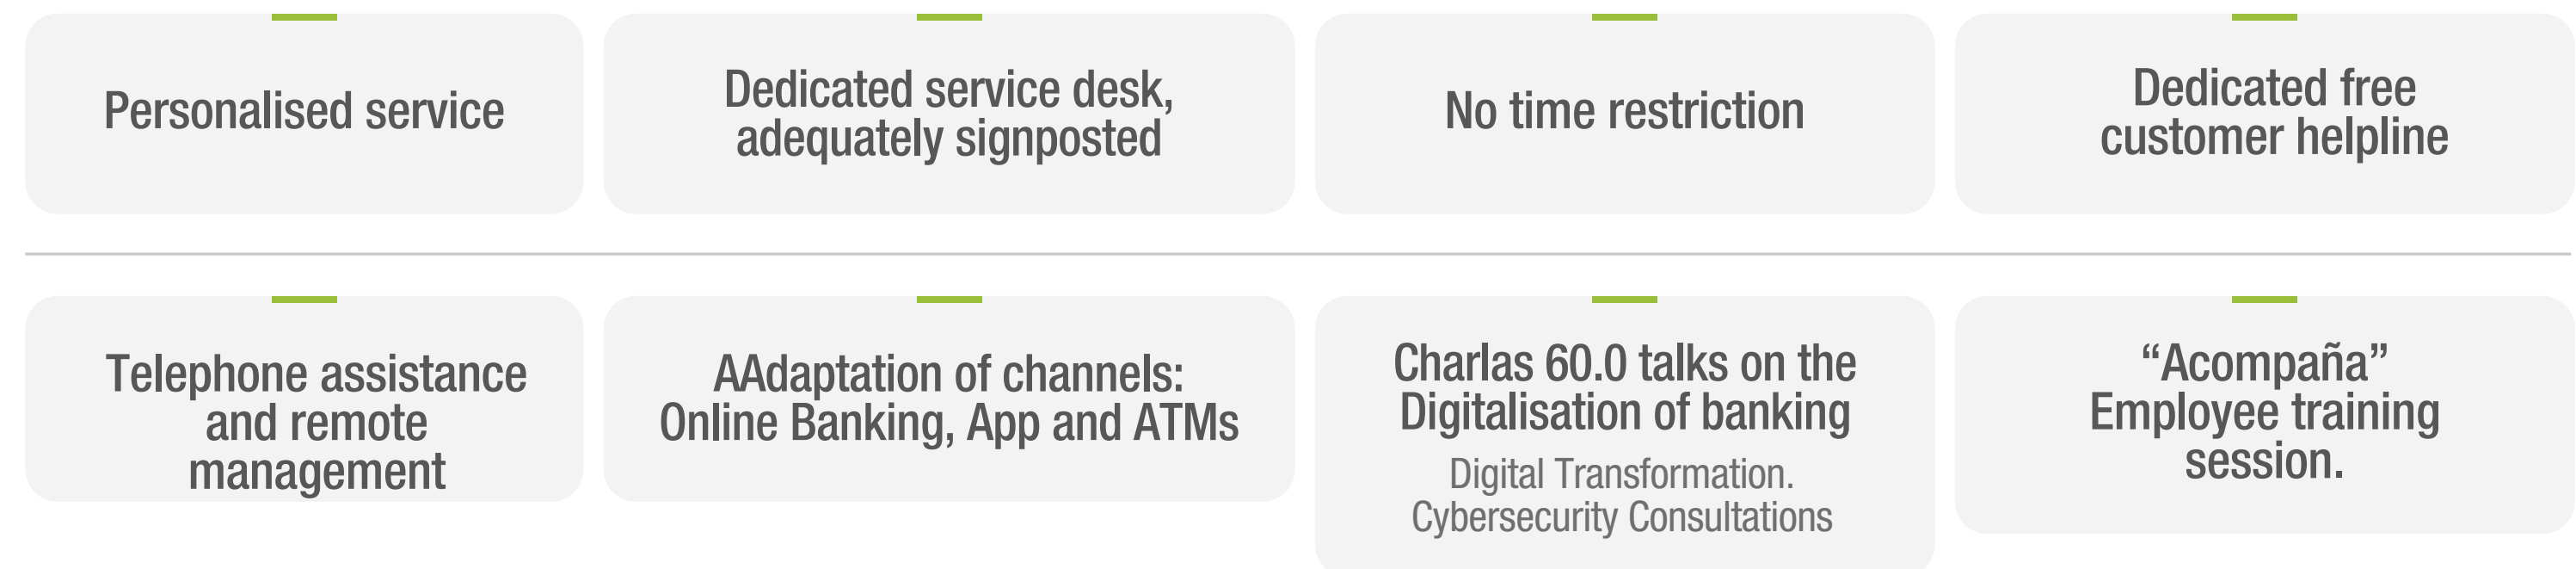 Personalised service
Dedicated service desk,
adequately signposted
No time restriction
Dedicated free
customer helpline
Telephone assistance
and remote
management
AAdaptation of channels:
Online Banking, App and ATMs
Charlas 60.0 talks on the
Digitalisation of banking
Digital Transformation.
Cybersecurity Consultations
“Acompaña”
Employee training
session.